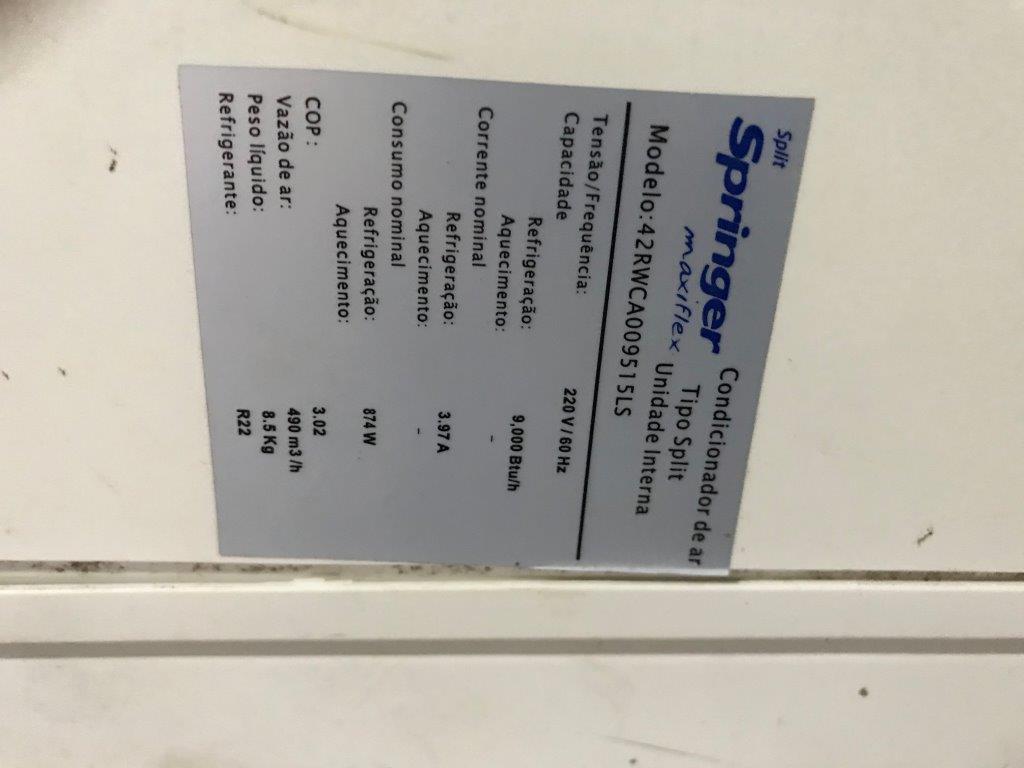 Split
Springer
maxiflex
Condicionador de ar
Tipo Split
Unidade Interna
Modelo:42RWCA009515LS
Tensão/Frequência: 220 V / 60 Hz
Capacidade
Refrigeração: 9,000 Btu/h
Aquecimento: -
Corrente nominal
Refrigeração: 3.97 A
Aquecimento: -
Consumo nominal
Refrigeração: 874 W
Aquecimento:
COP: 3.02
Vazão de ar: 490 m3 /h
Peso líquido: 8.5 Kg
Refrigerante: R22